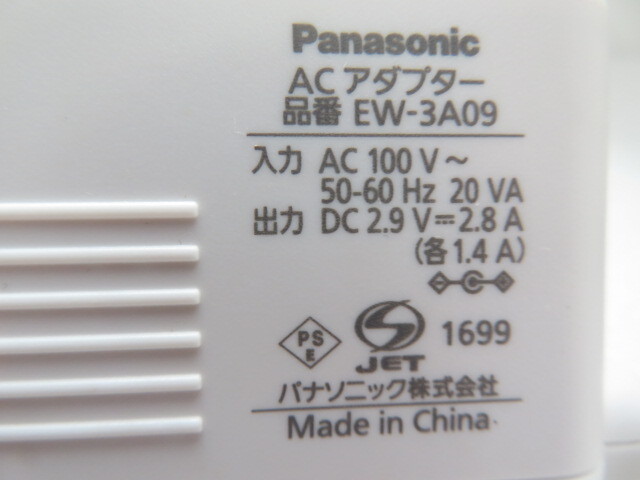 Panasonic
AC アダプター
品番 EW-3A09
入力 AC 100 V～
50-60 Hz 20 VA
出力 DC 2.9 V⎓2.8 A
(各1.4 A)
PS
E
JET
1699
パナソニック株式会社
Made in China